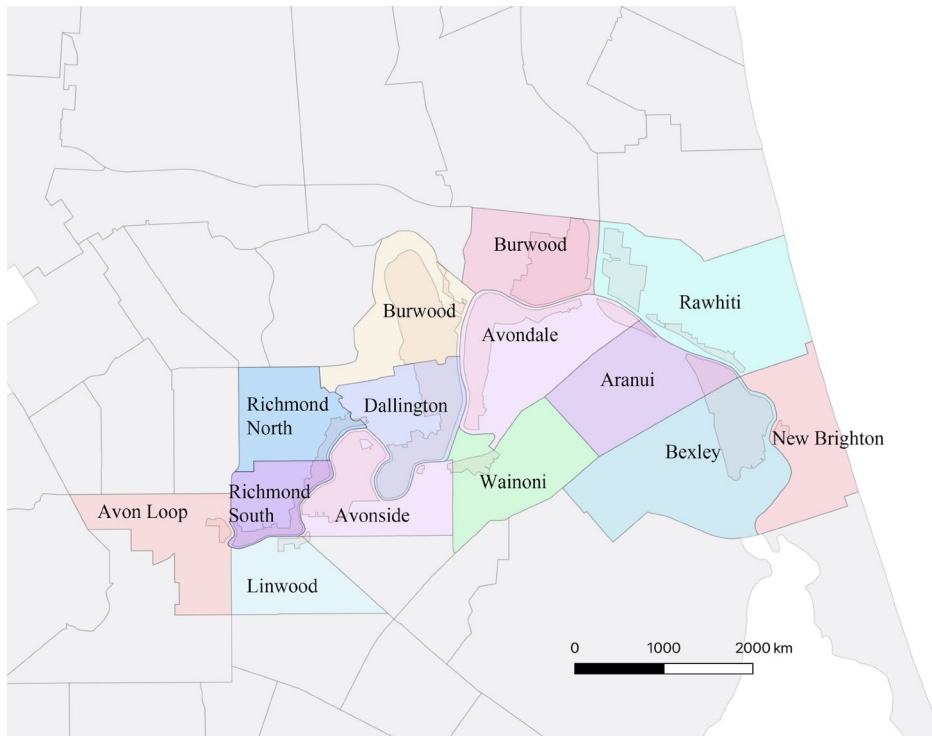 Burwood
Rawhiti
Burwood
Avondale
Aranui
Richmond
North
Dallington
New Brighton
Bexley
Wainoni
Richmond
South
Avon Loop
Avonside
Linwood
0 1000 2000 km